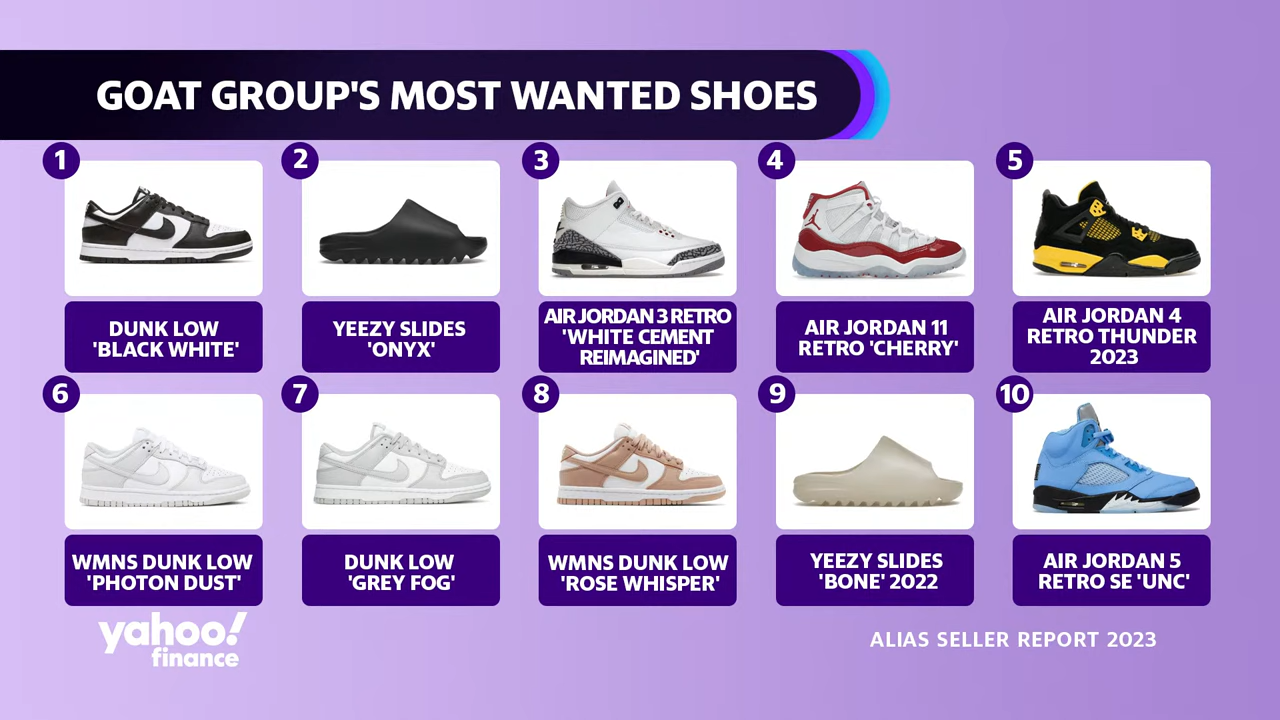 GOAT GROUP'S MOST WANTED SHOES
1
DUNK LOW
'BLACK WHITE'
2
YEEZY SLIDES
'ONYX'
3
AIR JORDAN 3 RETRO
'WHITE CEMENT
REIMAGINED'
4
AIR JORDAN 11
RETRO 'CHERRY'
5
AIR JORDAN 4
RETRO THUNDER
2023
6
WMNS DUNK LOW
'PHOTON DUST'
7
DUNK LOW
'GREY FOG'
8
WMNS DUNK LOW
'ROSE WHISPER'
9
YEEZY SLIDES
'BONE' 2022
10
AIR JORDAN 5
RETRO SE 'UNC'
yahoo!
finance
ALIAS SELLER REPORT 2023